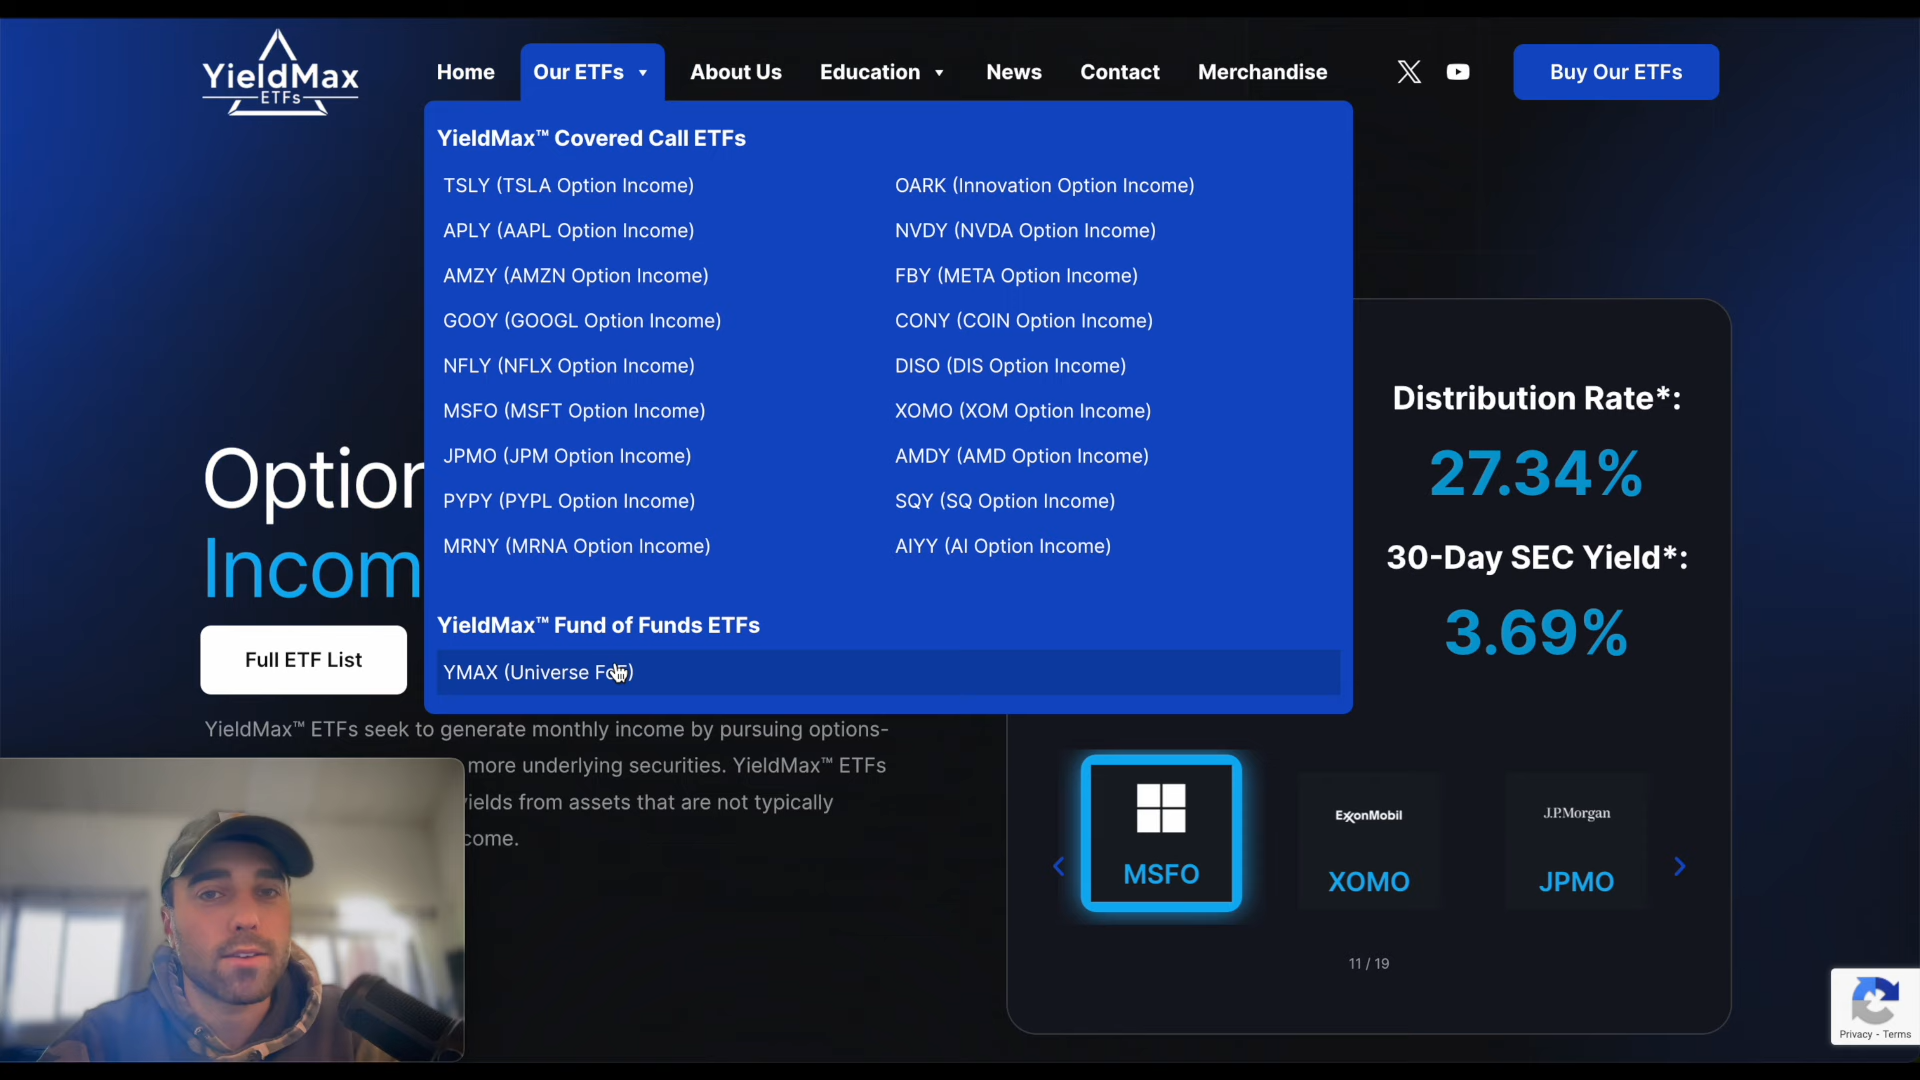 YieldMax
ETFs
Home
Our ETFs
About Us
Education
News
Contact
Merchandise
Buy Our ETFs
YieldMax™ Covered Call ETFs
TSLY (TSLA Option Income)
OARK (Innovation Option Income)
APLY (AAPL Option Income)
NVDY (NVDA Option Income)
AMZY (AMZN Option Income)
FBY (META Option Income)
GOOY (GOOGL Option Income)
CONY (COIN Option Income)
NFLY (NFLX Option Income)
DISO (DIS Option Income)
MSFO (MSFT Option Income)
XOMO (XOM Option Income)
JPMO (JPM Option Income)
AMDY (AMD Option Income)
PYPY (PYPL Option Income)
SQY (SQ Option Income)
MRNY (MRNA Option Income)
AIYY (AI Option Income)
YieldMax™ Fund of Funds ETFs
YMAX (Universe
Option
Incom
Full ETF List
YieldMax™ ETFs seek to generate monthly income by pursuing options-
more underlying securities. YieldMax™ ETFs
ields from assets that are not typically
come.
Distribution Rate*:
27.34%
30-Day SEC Yield*:
3.69%
MSFO
ExxonMobil
XOMO
J.P.Morgan
JPMO
11 / 19
Privacy - Terms